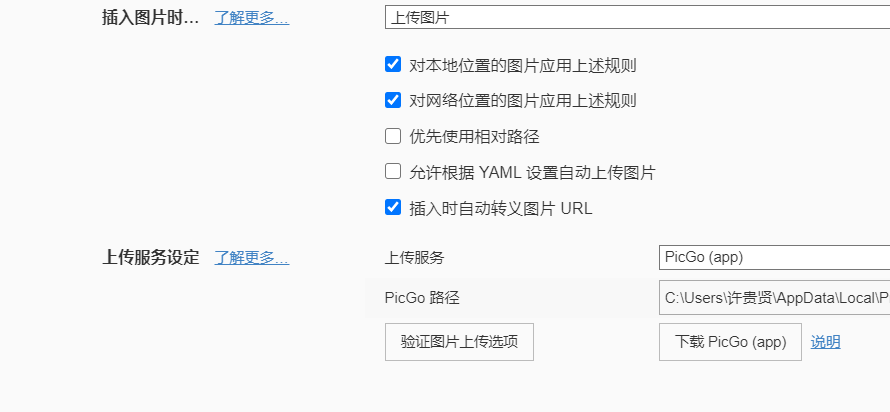 插入图片时... 了解更多... 上传图片
对本地位置的图片应用上述规则
对网络位置的图片应用上述规则
优先使用相对路径
允许根据 YAML 设置自动上传图片
插入时自动转义图片 URL
上传服务设定 了解更多... 上传服务 PicGo (app)
PicGo 路径 C:\Users\许贵贤\AppData\Local\P
验证图片上传选项 下载 PicGo (app) 说明